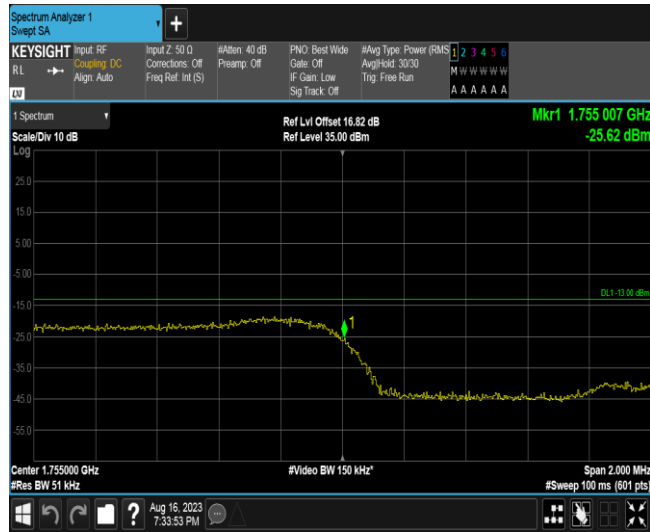 Spectrum Analyzer 1
Swept SA
KEYSIGHT
RL
LXI
Input: RF
Coupling: DC
Align: Auto
Input Z: 50 Ω
Corrections: Off
Freq Ref: Int (S)
#Atten: 40 dB
Preamp: Off
PNO: Best Wide
Gate: Off
IF Gain: Low
Sig Track: Off
#Avg Type: Power (RMS
Avg|Hold: 30/30
Trig: Free Run
1 2 3 4 5 6
M W W W W W
A A A A A A
1 Spectrum
Scale/Div 10 dB
Log
Ref Lvl Offset 16.82 dB
Ref Level 35.00 dBm
Mkr1 1.755 007 GHz
-25.62 dBm
25.0
15.0
5.00
-5.00
-15.0
-25.0
-35.0
-45.0
-55.0
DL1 -13.00 dBm
1
Center 1.755000 GHz
#Res BW 51 kHz
#Video BW 150 kHz*
Span 2.000 MHz
#Sweep 100 ms (601 pts)
?
Aug 16, 2023
7:33:53 PM